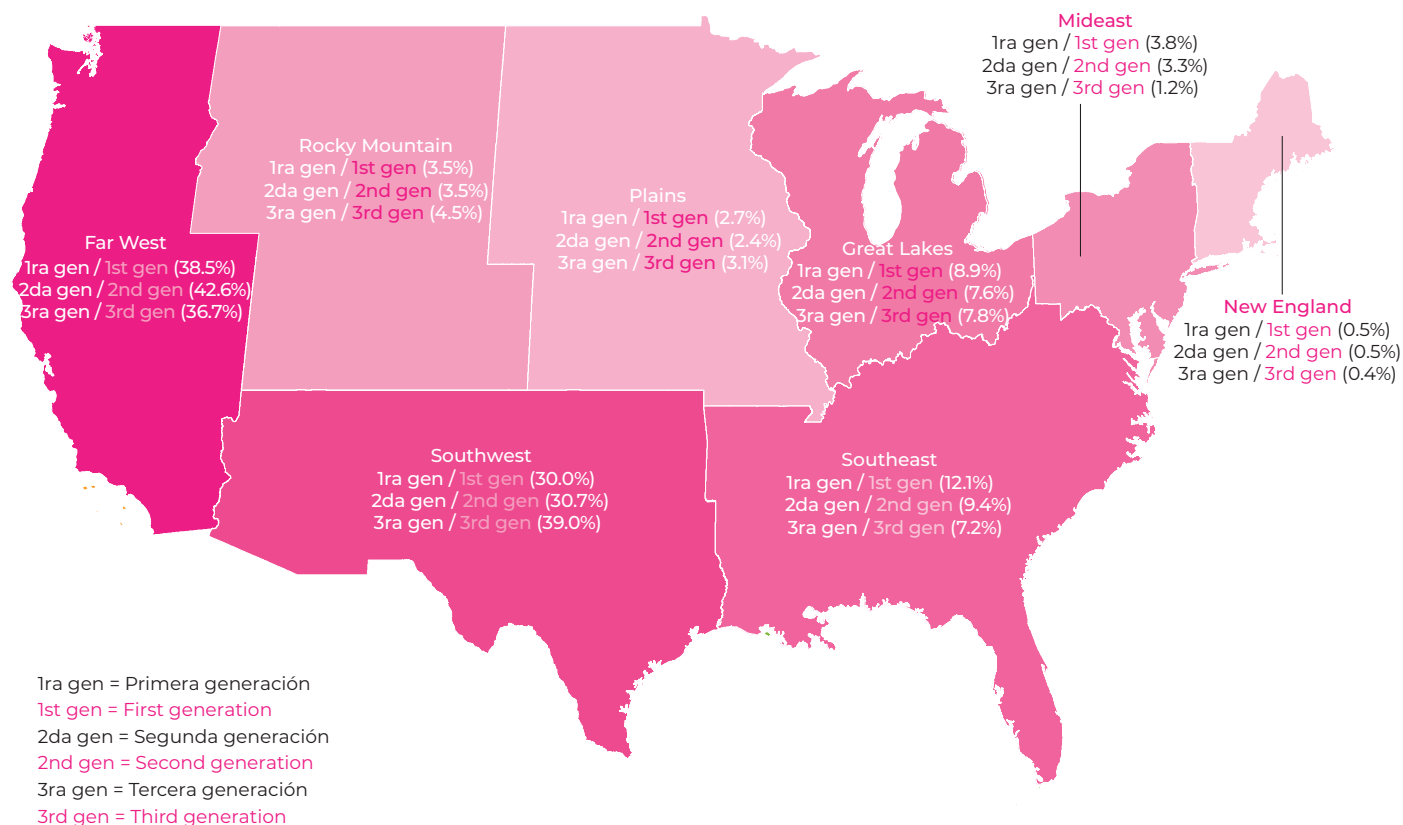 Mideast
1ra gen / 1st gen (3.8%)
2da gen / 2nd gen (3.3%)
3ra gen / 3rd gen (1.2%)
Rocky Mountain
1ra gen / 1st gen (3.5%)
2da gen / 2nd gen (3.5%)
3ra gen / 3rd gen (4.5%)
Plains
1ra gen / 1st gen (2.7%)
2da gen / 2nd gen (2.4%)
3ra gen / 3rd gen (3.1%)
Far West
1ra gen / 1st gen (38.5%)
2da gen / 2nd gen (42.6%)
3ra gen / 3rd gen (36.7%)
Great Lakes
1ra gen / 1st gen (8.9%)
2da gen / 2nd gen (7.6%)
3ra gen / 3rd gen (7.8%)
New England
1ra gen / 1st gen (0.5%)
2da gen / 2nd gen (0.5%)
3ra gen / 3rd gen (0.4%)
Southwest
1ra gen / 1st gen (30.0%)
2da gen / 2nd gen (30.7%)
3ra gen / 3rd gen (39.0%)
Southeast
1ra gen / 1st gen (12.1%)
2da gen / 2nd gen (9.4%)
3ra gen / 3rd gen (7.2%)
1ra gen = Primera generación
1st gen = First generation
2da gen = Segunda generación
2nd gen = Second generation
3ra gen = Tercera generación
3rd gen = Third generation